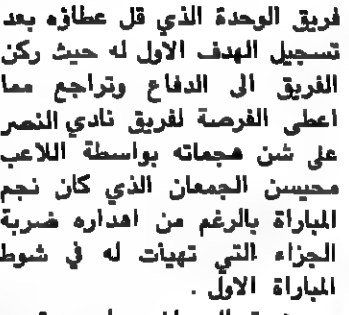 فريق الوحدة الذي قل عطاؤه بعد
تسجيل الهدف الاول له حيث ركن
الفريق الى الدفاع وتراجع مما
اعطى الفرصة لفريق نادي النصر
على شن هجماته بواسطة اللاعب
محيسن الجمعان الذي كان نجم
المباراة بالرغم من اهداره ضربة
الجزاء التي تهيأت له في شوط
المباراة الاول .